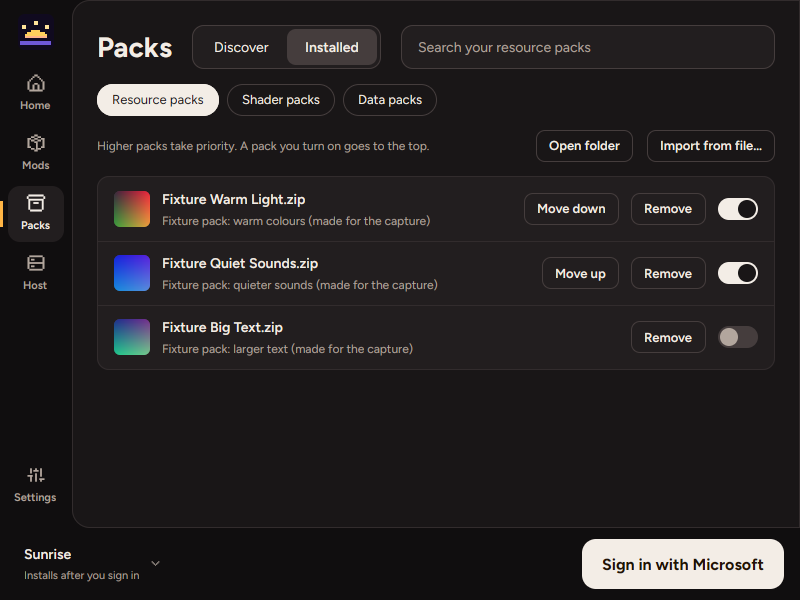 Packs
Discover
Installed
Search your resource packs
Home
Resource packs
Shader packs
Data packs
Mods
Higher packs take priority. A pack you turn on goes to the top.
Open folder
Import from file...
Packs
Fixture Warm Light.zip
Fixture pack: warm colours (made for the capture)
Move down
Remove
Host
Fixture Quiet Sounds.zip
Fixture pack: quieter sounds (made for the capture)
Move up
Remove
Fixture Big Text.zip
Fixture pack: larger text (made for the capture)
Remove
Settings
Sunrise
Installs after you sign in
Sign in with Microsoft